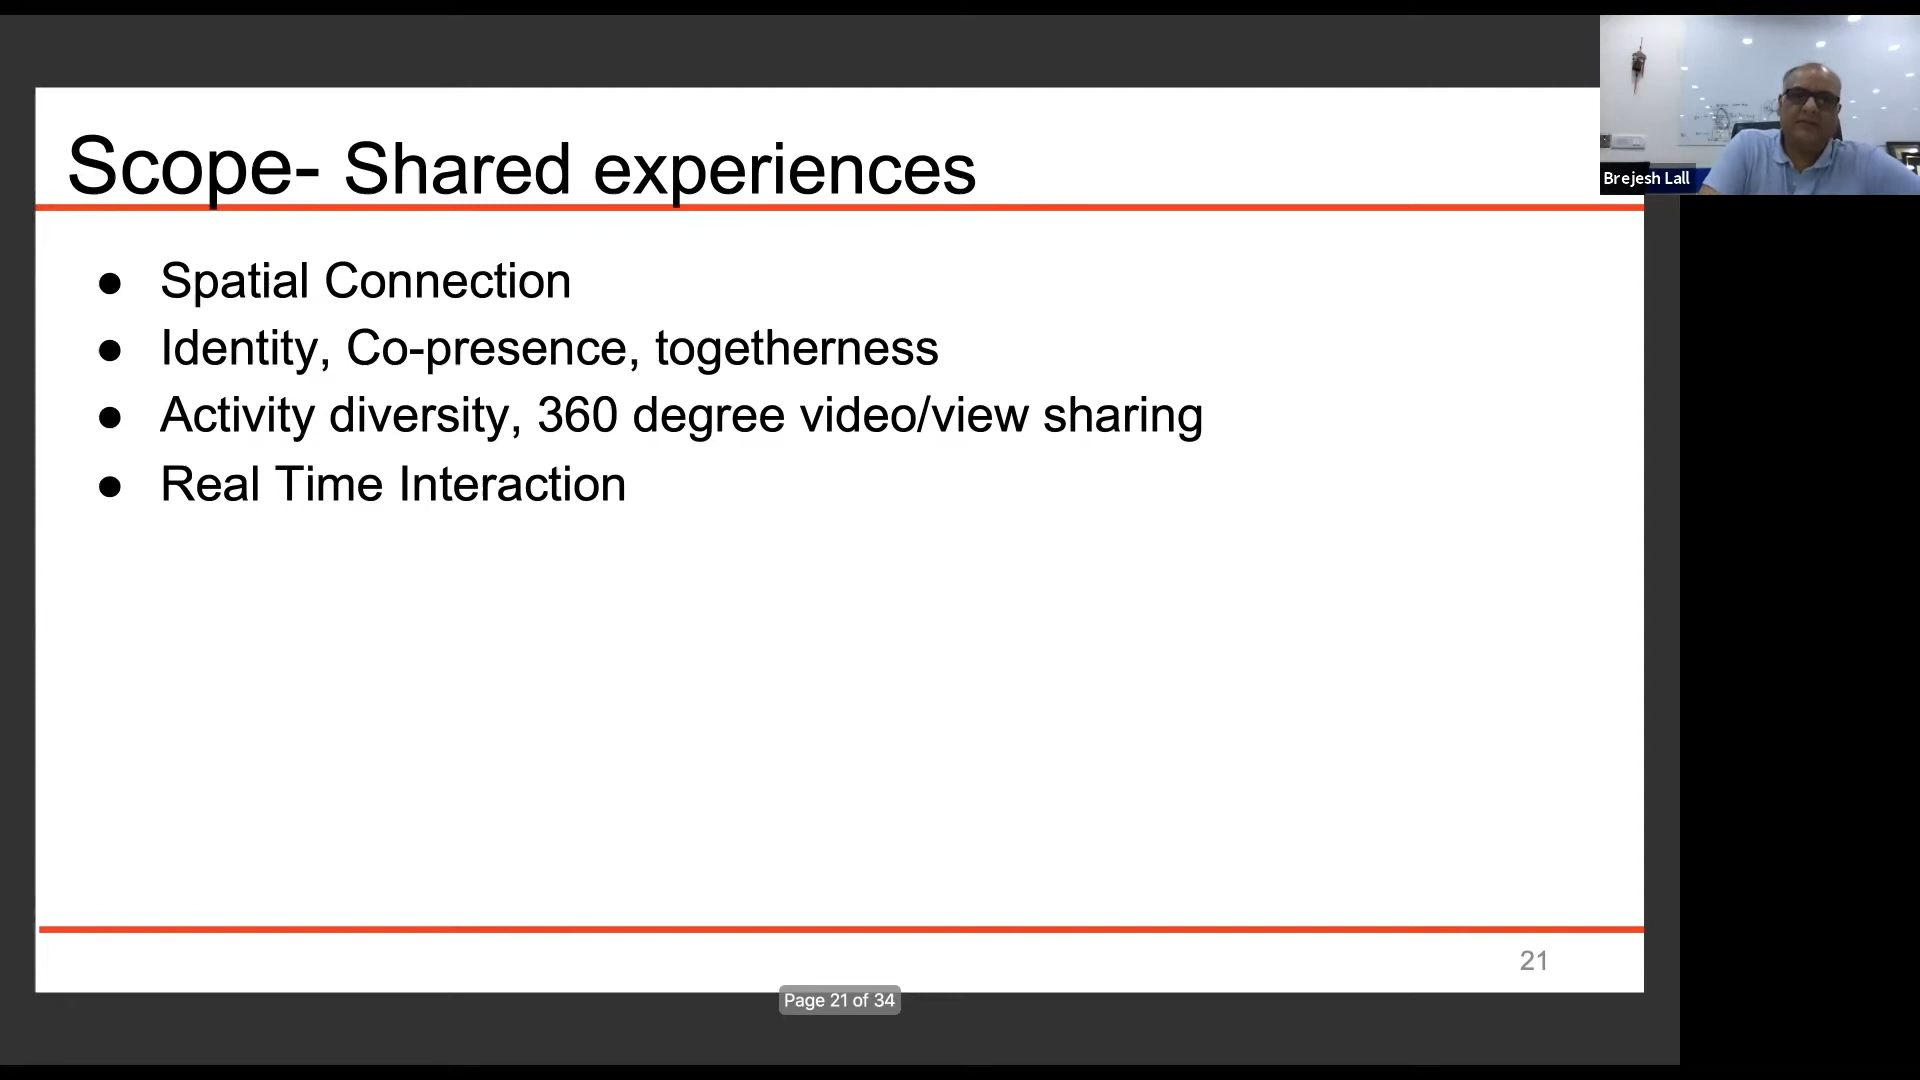 Scope- Shared experiences
● Spatial Connection
● Identity, Co-presence, togetherness
● Activity diversity, 360 degree video/view sharing
● Real Time Interaction
21
Page 21 of 34
Brejesh Lall